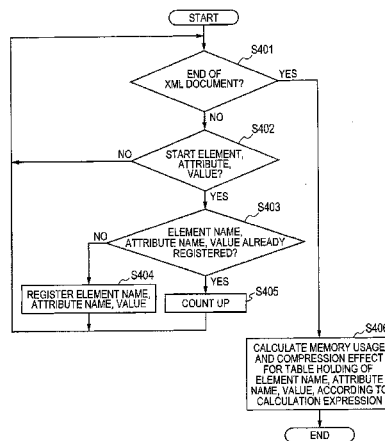 START
S401
END OF
XML DOCUMENT?
YES
NO
S402
START ELEMENT,
ATTRIBUTE,
VALUE?
NO
YES
S403
ELEMENT NAME,
ATTRIBUTE NAME, VALUE ALREADY
REGISTERED?
NO
YES
S404
REGISTER ELEMENT NAME,
ATTRIBUTE NAME, VALUE
S405
COUNT UP
S406
CALCULATE MEMORY USAGE
AND COMPRESSION EFFECT
FOR TABLE HOLDING OF
ELEMENT NAME, ATTRIBUTE
NAME, VALUE, ACCORDING TO
CALCULATION EXPRESSION
END